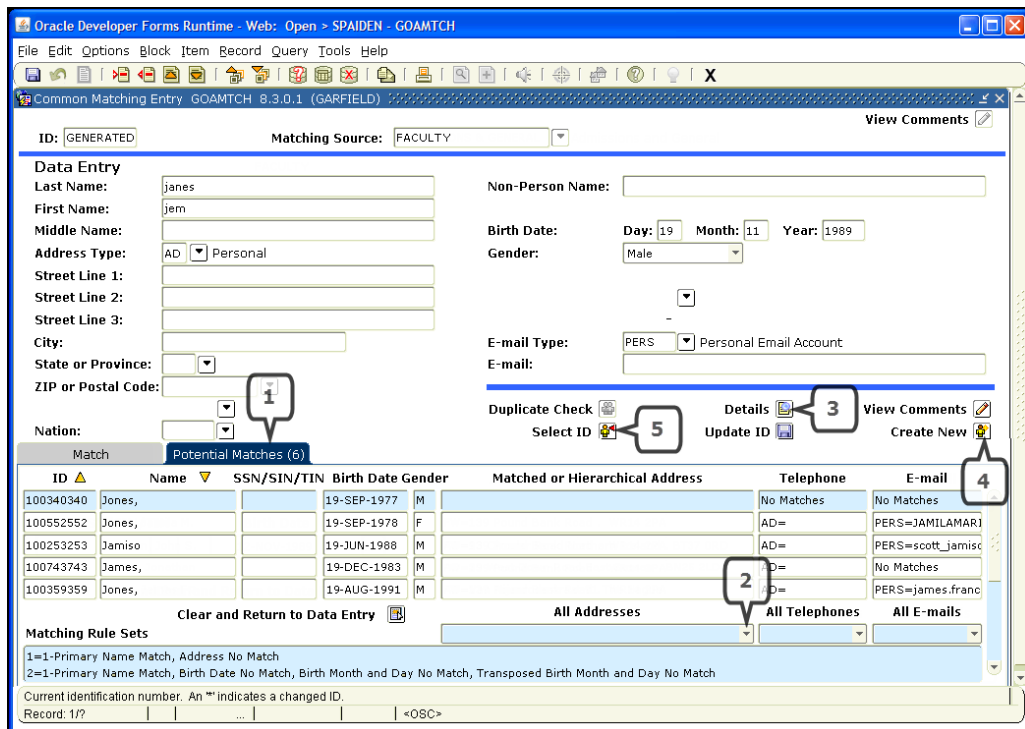 Oracle Developer Forms Runtime - Web: Open > SPAIDEN - GOAMTCH
File Edit Options Block Item Record Query Tools Help
X
Common Matching Entry GOAMTCH 8.3.0.1 (GARFIELD)
View Comments
ID: GENERATED Matching Source: FACULTY
Data Entry
Last Name: janes Non-Person Name:
First Name: jem
Middle Name: Birth Date: Day: 19 Month: 11 Year: 1989
Address Type: AD Personal Gender: Male
Street Line 1:
Street Line 2:
Street Line 3: -
City: E-mail Type: PERS Personal Email Account
State or Province: E-mail:
ZIP or Postal Code:
1
Duplicate Check Details 3 View Comments
Nation: Select ID 5 Update ID Create New
Match Potential Matches (6)
4
ID Name SSN/SIN/TIN Birth Date Gender Matched or Hierarchical Address Telephone E-mail
100340340 Jones, 19-SEP-1977 M No Matches No Matches
100552552 Jones, 19-SEP-1978 F AD= PERS=JAMILAMARI
100253253 Jamiso 19-JUN-1988 M AD= PERS=scott_jamisc
100743743 James, 19-DEC-1983 M AD= No Matches
2
100359359 Jones, 19-AUG-1991 M AD= PERS=james.franc
Clear and Return to Data Entry All Addresses All Telephones All E-mails
Matching Rule Sets
1=1-Primary Name Match, Address No Match
2=1-Primary Name Match, Birth Date No Match, Birth Month and Day No Match, Transposed Birth Month and Day No Match
Current identification number. An '*' indicates a changed ID.
Record: 1/? ... <OSC>